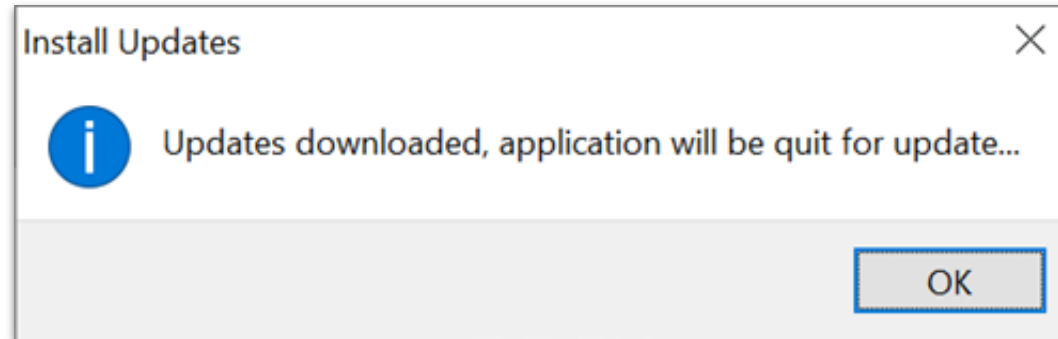 Install Updates
Updates downloaded, application will be quit for update...
OK